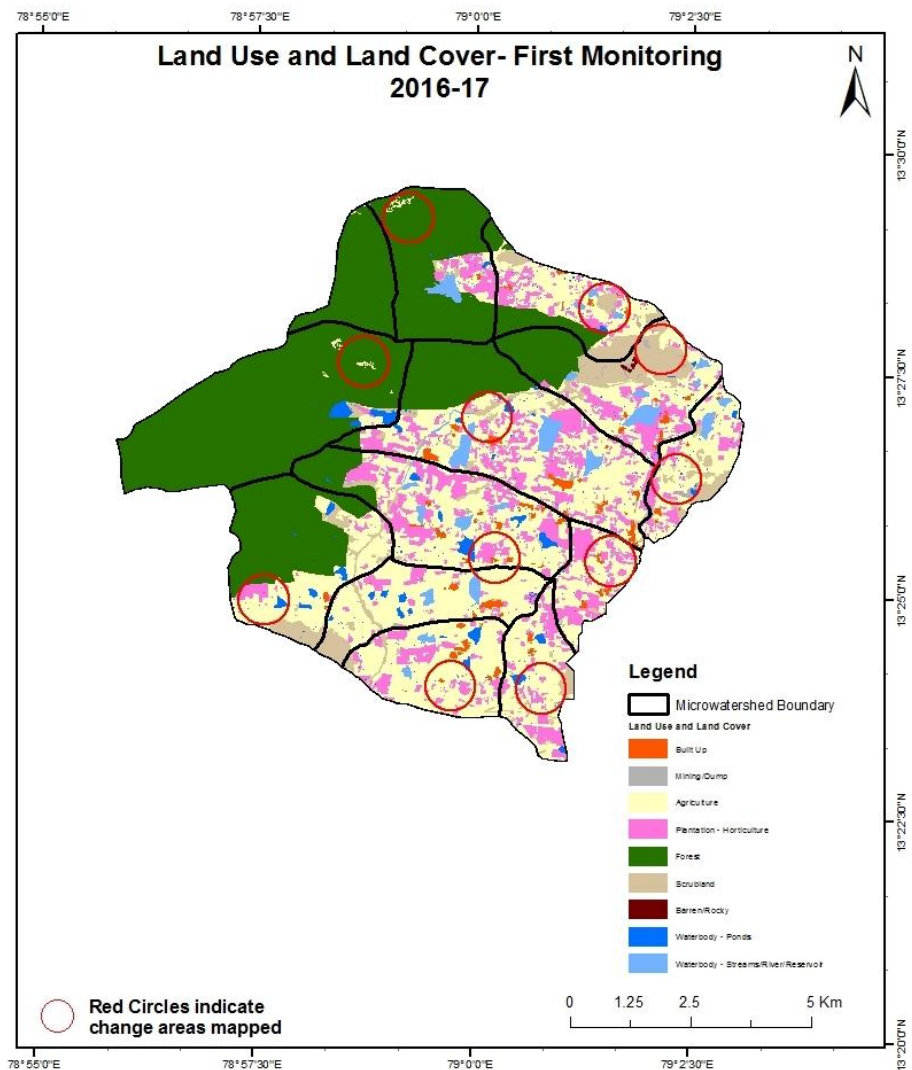 78°55'0"E 78°57'30"E 79°0'0"E 79°2'30"E
Land Use and Land Cover- First Monitoring
2016-17
N
13°30'0"N
13°27'30"N
13°25'0"N
13°22'30"N
13°20'0"N
Legend
Microwatershed Boundary
Land Use and Land Cover
Built Up
Mining/Dump
Agriculture
Plantation - Horticulture
Forest
Scrubland
Barren/Rocky
Waterbody - Ponds
Waterbody - Streams/River/Reservoir
Red Circles indicate
change areas mapped
0 1.25 2.5 5 Km
78°55'0"E 78°57'30"E 79°0'0"E 79°2'30"E